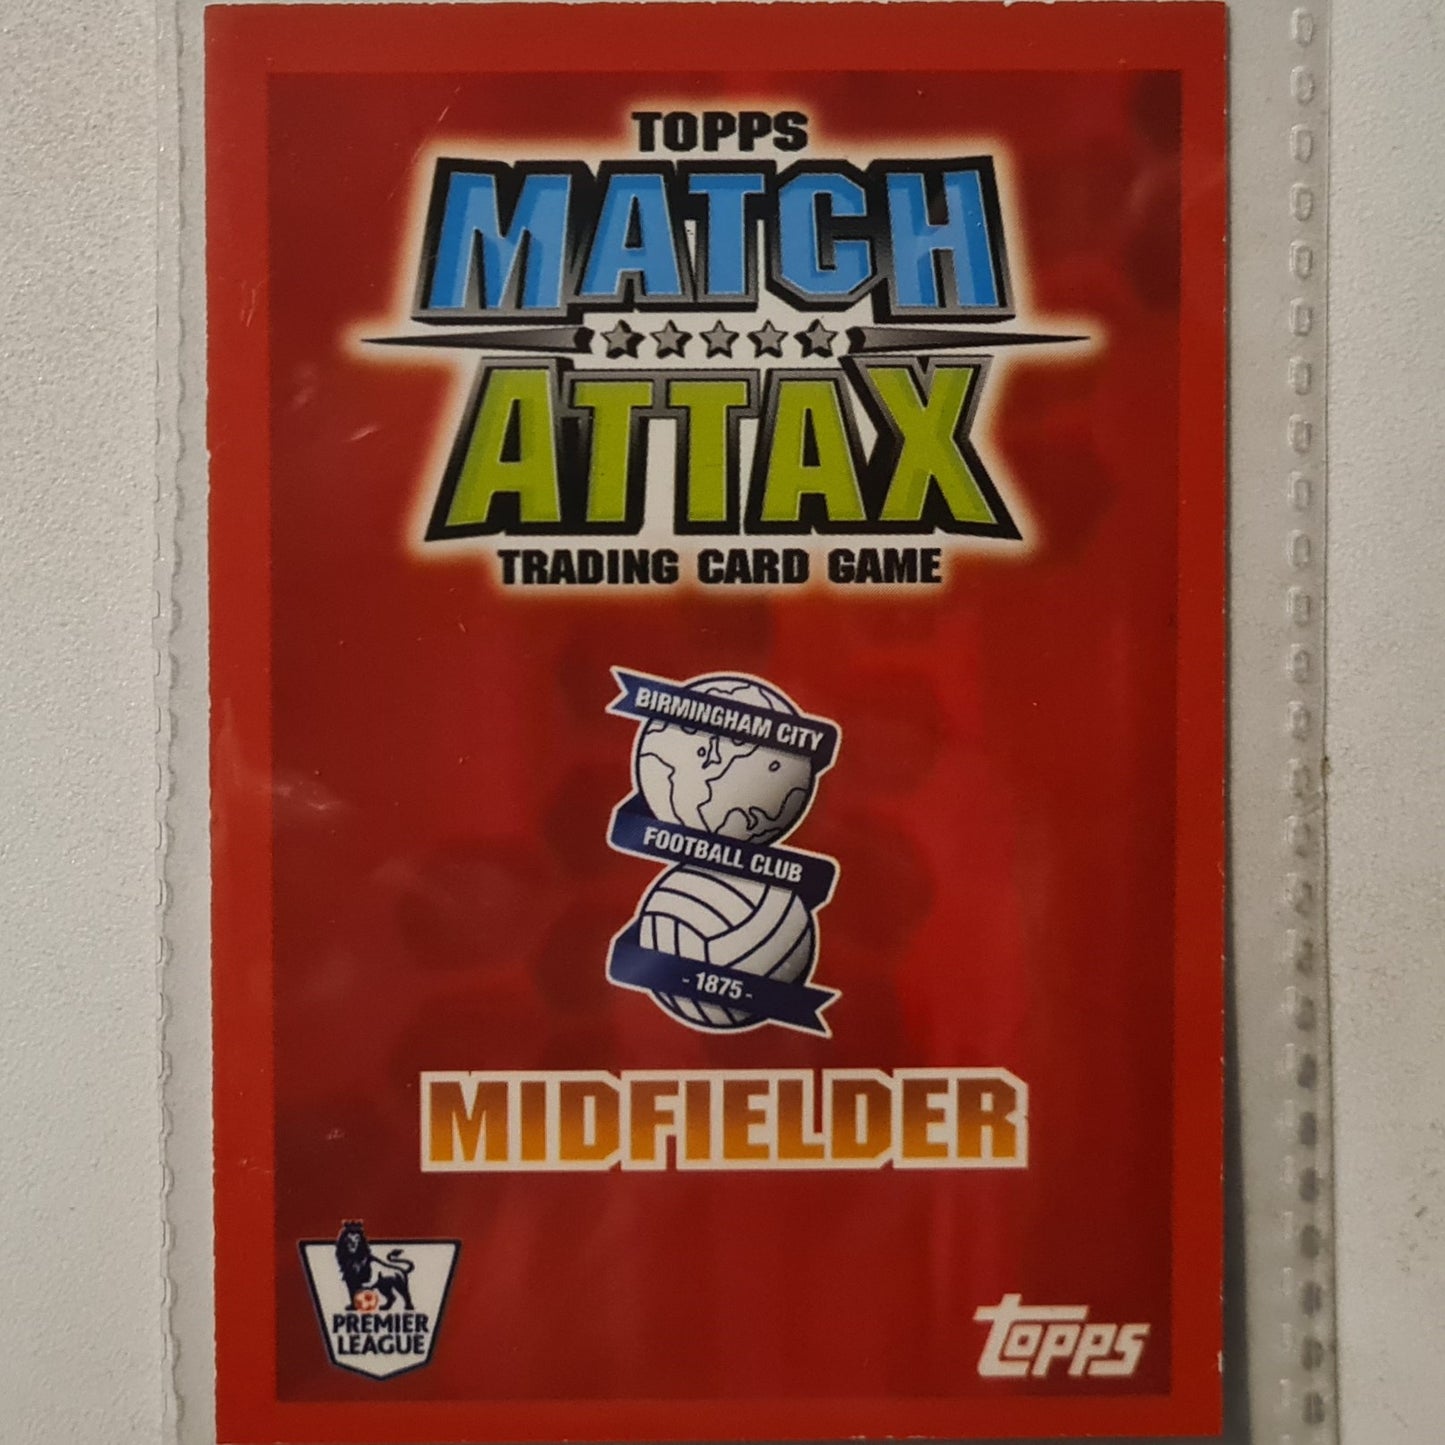 TOPPS
MATCH
ATTAX
TRADING CARD GAME
BIRMINGHAM CITY
FOOTBALL CLUB
- 1875 -
MIDFIELDER
PREMIER
LEAGUE
Topps